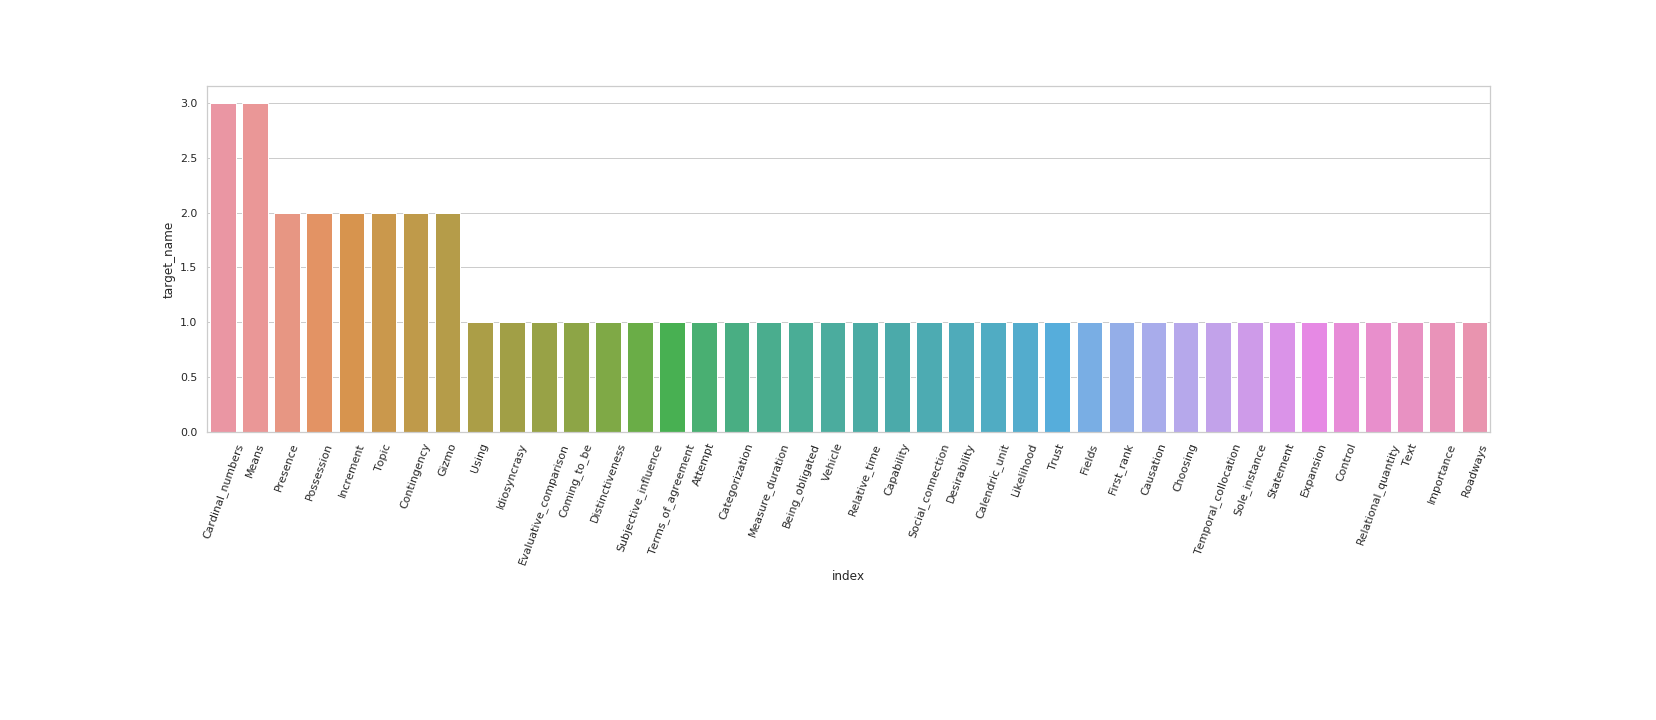 3.0
2.5
2.0
1.5
1.0
0.5
0.0
target_name
Cardinal_numbers
Means
Presence
Possession
Increment
Topic
Contingency
Gizmo
Using
Idiosyncrasy
Evaluative_comparison
Coming_to_be
Distinctiveness
Subjective_influence
Terms_of_agreement
Attempt
Categorization
Measure_duration
Being_obligated
Vehicle
Relative_time
Capability
Social_connection
Desirability
Calendric_unit
Likelihood
Trust
Fields
First_rank
Causation
Choosing
Temporal_collocation
Sole_instance
Statement
Expansion
Control
Relational_quantity
Text
Importance
Roadways
index